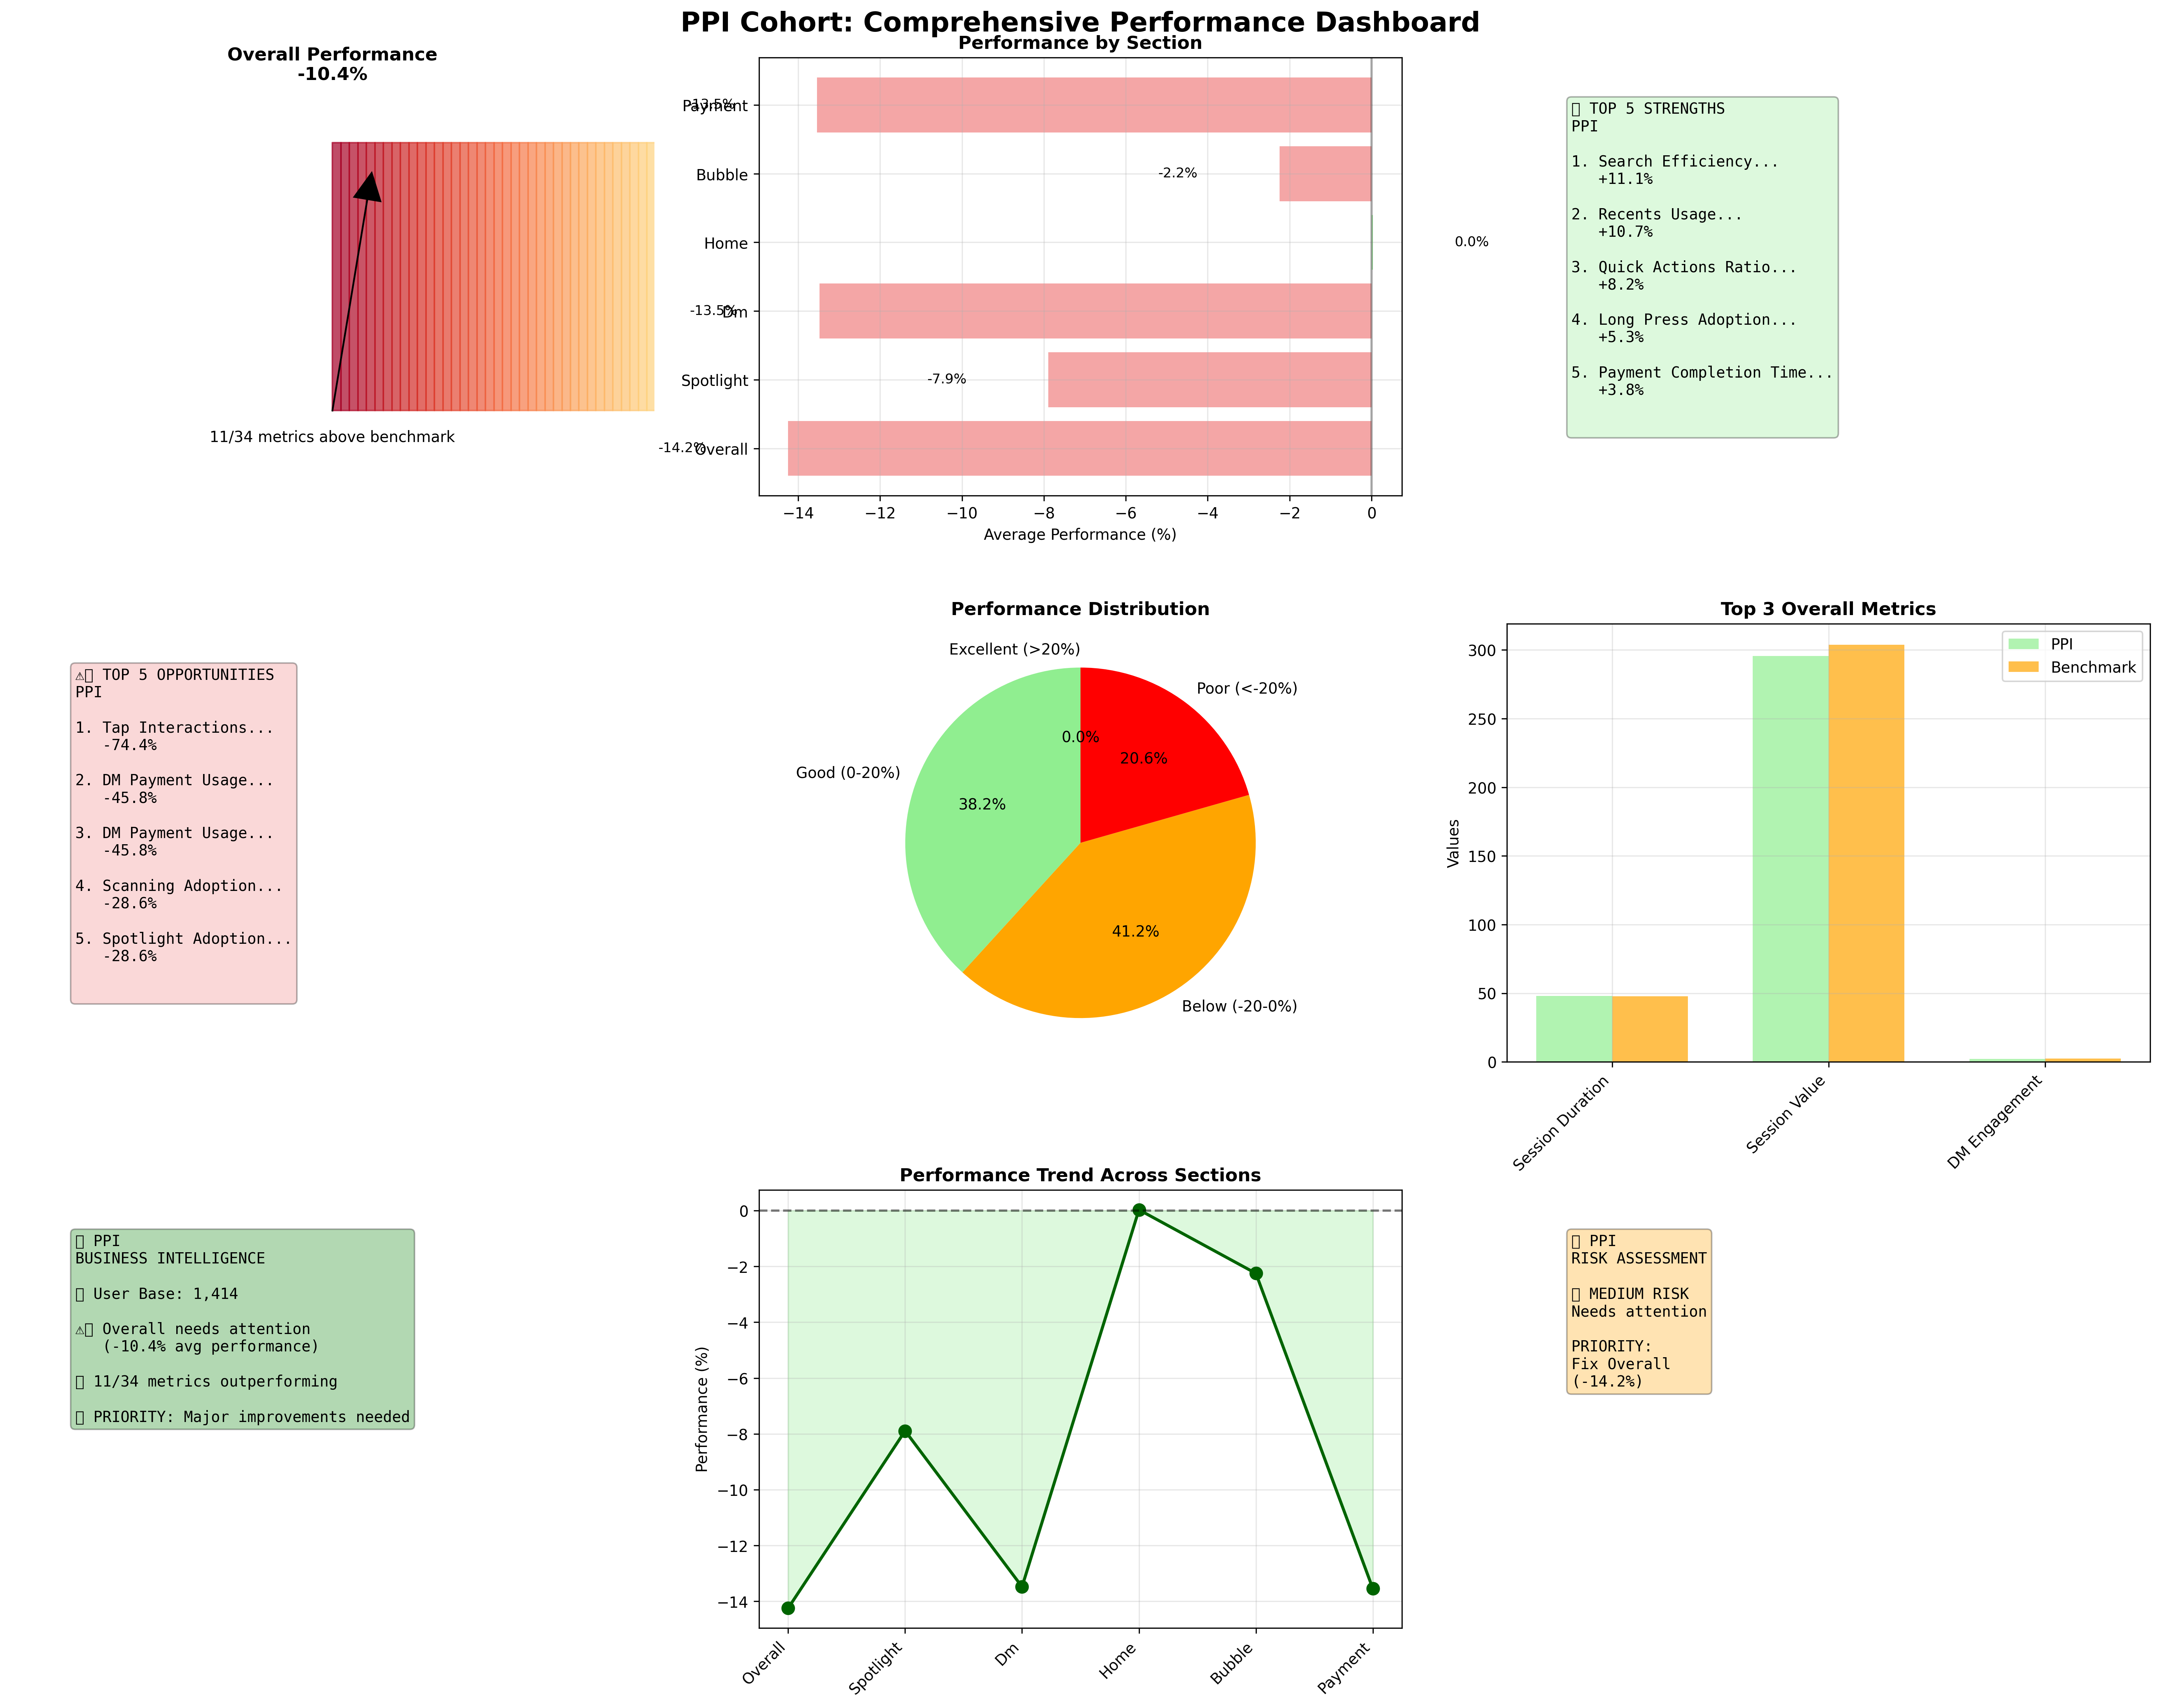 PPI Cohort: Comprehensive Performance Dashboard
Overall Performance
-10.4%
11/34 metrics above benchmark
Performance by Section
Payment
-13.5%
Bubble
-2.2%
Home
0.0%
Dm
-13.5%
Spotlight
-7.9%
Overall
-14.2%
−14 −12 −10 −8 −6 −4 −2 0
Average Performance (%)
TOP 5 STRENGTHS
PPI
1. Search Efficiency...
+11.1%
2. Recents Usage...
+10.7%
3. Quick Actions Ratio...
+8.2%
4. Long Press Adoption...
+5.3%
5. Payment Completion Time...
+3.8%
⚠ TOP 5 OPPORTUNITIES
PPI
1. Tap Interactions...
-74.4%
2. DM Payment Usage...
-45.8%
3. DM Payment Usage...
-45.8%
4. Scanning Adoption...
-28.6%
5. Spotlight Adoption...
-28.6%
Performance Distribution
Excellent (>20%)
Poor (<-20%)
0.0%
20.6%
Good (0-20%)
38.2%
41.2%
Below (-20-0%)
Top 3 Overall Metrics
PPI
Benchmark
300
250
200
150
100
50
0
Values
Session Duration
Session Value
DM Engagement
PPI
BUSINESS INTELLIGENCE
User Base: 1,414
⚠ Overall needs attention
(-10.4% avg performance)
11/34 metrics outperforming
PRIORITY: Major improvements needed
Performance Trend Across Sections
0
−2
−4
−6
−8
−10
−12
−14
Performance (%)
Overall
Spotlight
Dm
Home
Bubble
Payment
PPI
RISK ASSESSMENT
MEDIUM RISK
Needs attention
PRIORITY:
Fix Overall
(-14.2%)